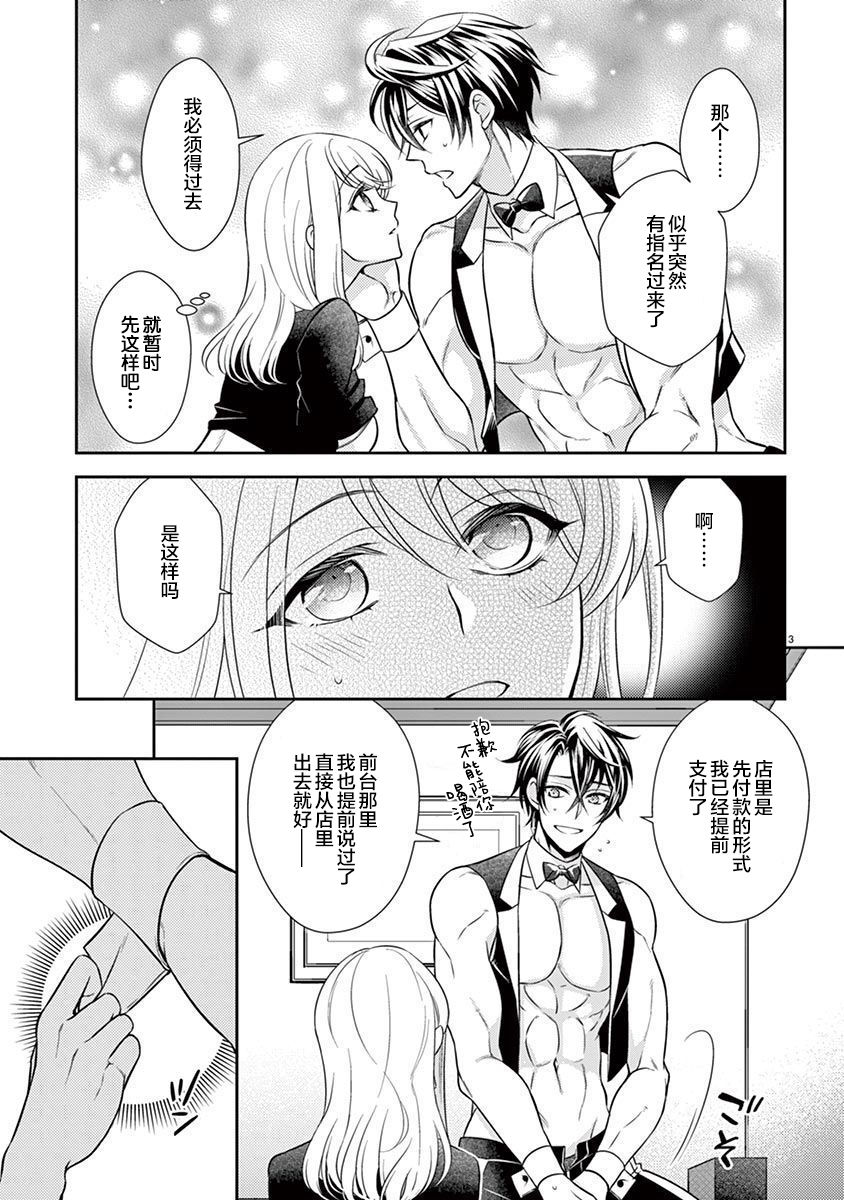 那个……
似乎突然
有指名过来了
我必须得过去
就暂时
先这样吧…
啊……
是这样吗
3
店里是
先付款的形式
我已经提前
支付了
抱歉
不能陪你
喝酒了
前台那里
我也提前说过了
直接从店里
出去就好——
ぺこ